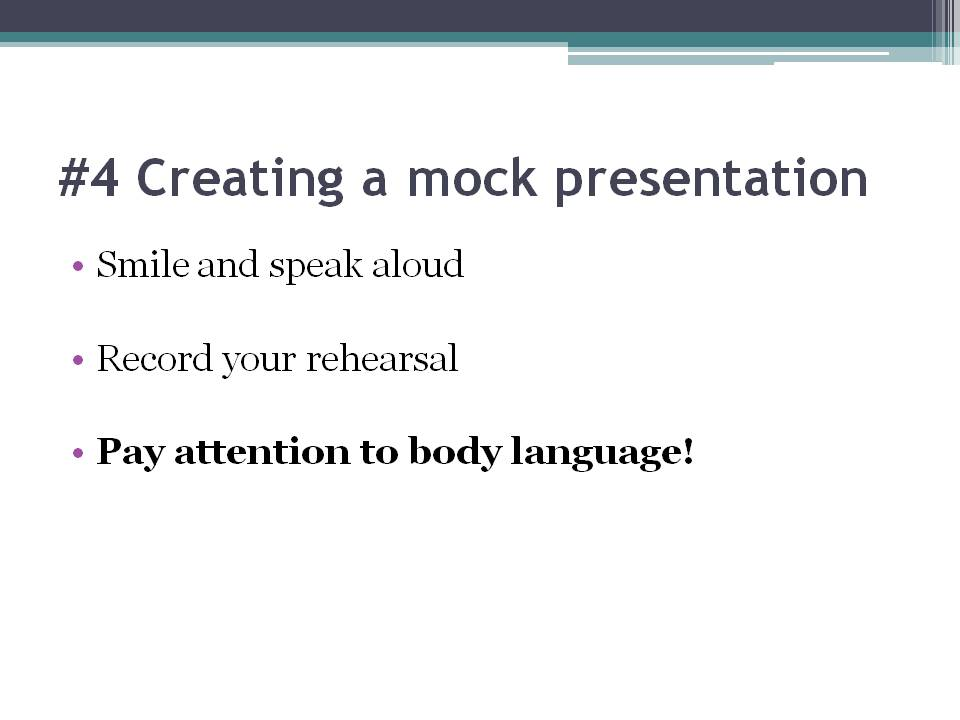 #4 Creating a mock presentation
• Smile and speak aloud
• Record your rehearsal
• Pay attention to body language!